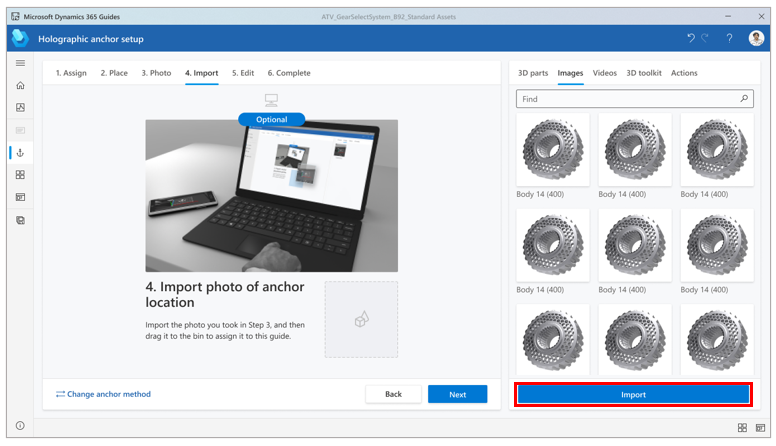 Microsoft Dynamics 365 Guides
ATV_GearSelectSystem_B92_Standard Assets
Holographic anchor setup
1. Assign
2. Place
3. Photo
4. Import
5. Edit
6. Complete
Optional
4. Import photo of anchor
location
Import the photo you took in Step 3, and then
drag it to the bin to assign it to this guide.
Change anchor method
Back
Next
3D parts
Images
Videos
3D toolkit
Actions
Find
Body 14 (400)
Body 14 (400)
Body 14 (400)
Body 14 (400)
Body 14 (400)
Body 14 (400)
Import